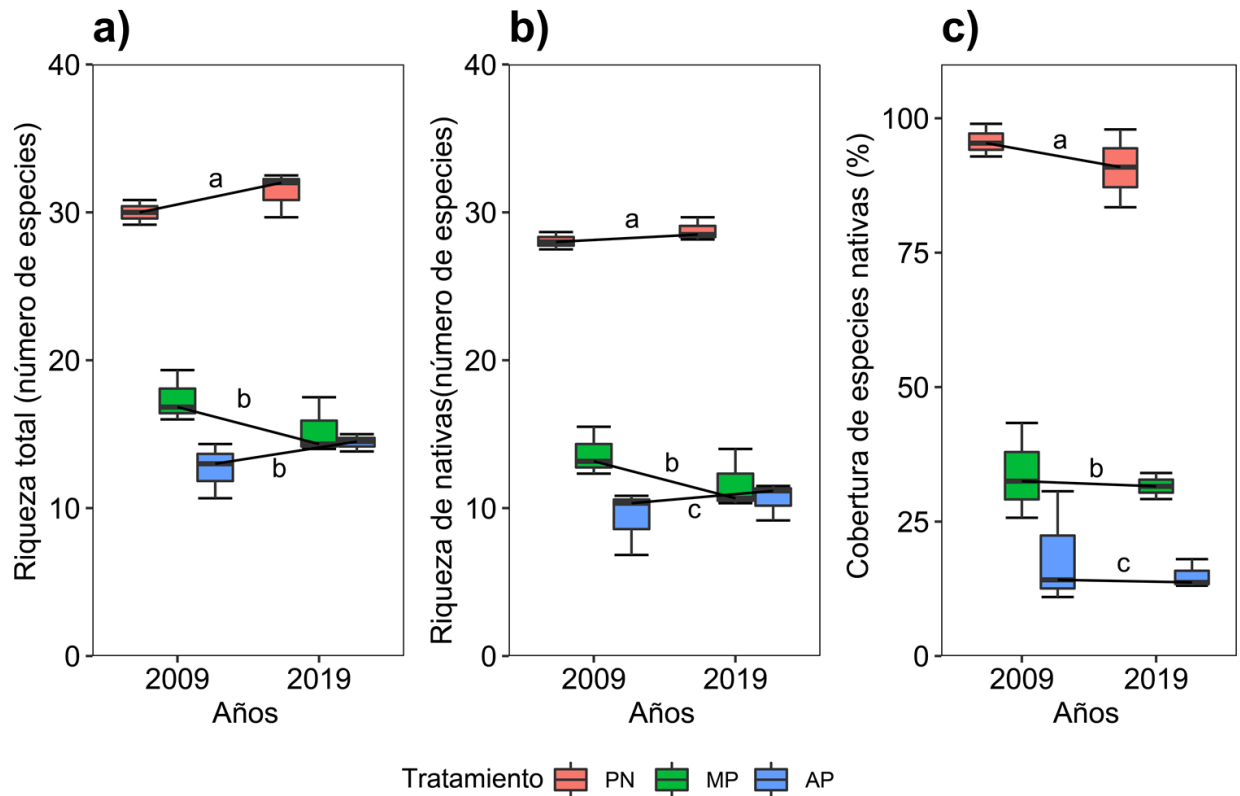 a)
Riqueza total (número de especies)
40
30
20
10
0
a
b
b
2009 2019
Años
b)
Riqueza de nativas(número de especies)
40
30
20
10
0
a
b
c
2009 2019
Años
c)
Cobertura de especies nativas (%)
100
75
50
25
0
a
b
c
2009 2019
Años
Tratamiento PN MP AP